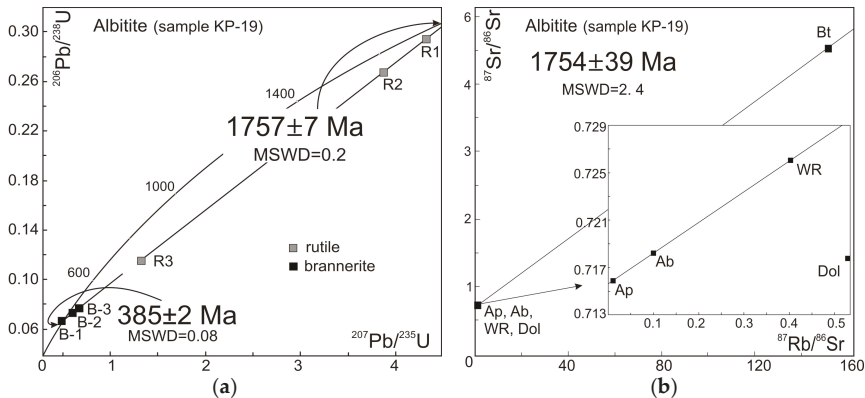 Albitite (sample KP-19)
206Pb/238U
0.30
0.26
0.22
0.18
0.14
0.10
0.06
R1
R2
1400
1757±7 Ma
MSWD=0.2
1000
R3
rutile
brannerite
600
B-3
B-2
B-1
385±2 Ma
MSWD=0.08
207Pb/235U
0 1 2 3 4
(a)
Albitite (sample KP-19)
87Sr/86Sr
6
5
4
3
2
1
0
Bt
1754±39 Ma
MSWD=2. 4
0.729
0.725
0.721
0.717
0.713
WR
Ab
Ap
Dol
0.1 0.2 0.3 0.4 0.5
Ap, Ab,
WR, Dol
87Rb/86Sr
0 40 60 80 120 160
(b)